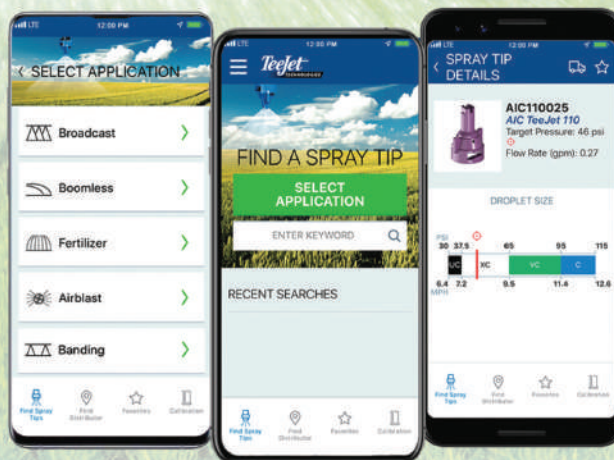 LTE
12:00 PM
SELECT APPLICATION
Broadcast
Boomless
Fertilizer
Airblast
Banding
Find Spray
Tips
Find
Distributor
Favorites
Calibration
LTE
12:00 PM
TeeJet
TECHNOLOGIES
FIND A SPRAY TIP
SELECT
APPLICATION
ENTER KEYWORD
RECENT SEARCHES
Find Spray
Tips
Find
Distributor
Favorites
Calibration
LTE
12:00 PM
SPRAY TIP
DETAILS
AIC110025
AIC TeeJet 110
Target Pressure: 46 psi
Flow Rate (gpm): 0.27
DROPLET SIZE
PSI
30 37.5 65 95 115
UC XC VC C
6.4 7.2 9.5 11.4 12.6
MPH
Find Spray
Tips
Find
Distributor
Favorites
Calibration